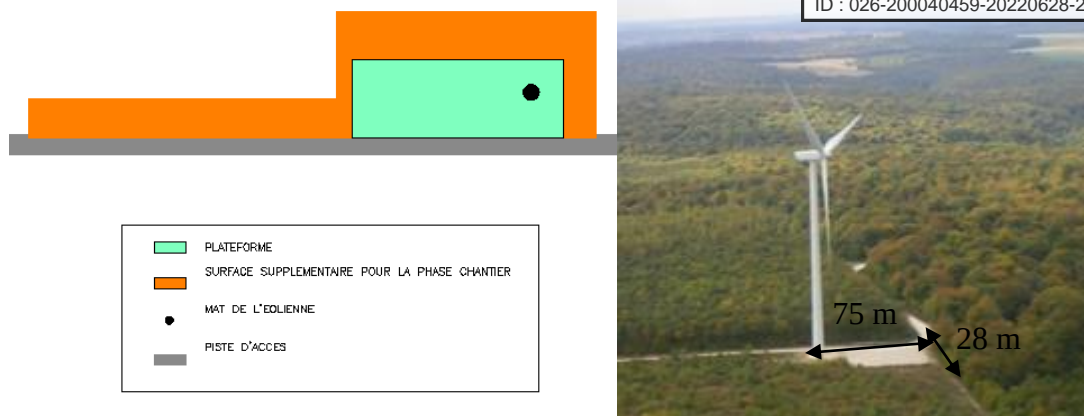 ID : 026-200040459-20220628-2
PLATEFORME
SURFACE SUPPLEMENTAIRE POUR LA PHASE CHANTIER
MAT DE L'EOLIENNE
PISTE D'ACCES
75 m
28 m